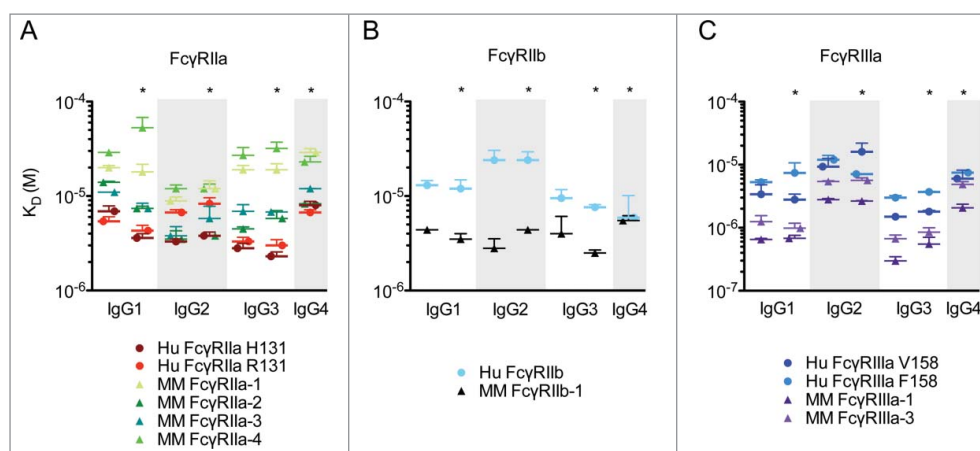 A
FcγRIIa
* * * *
10-4
10-5
10-6
KD (M)
IgG1 IgG2 IgG3 IgG4
Hu FcγRIIa H131
Hu FcγRIIa R131
MM FcγRIIa-1
MM FcγRIIa-2
MM FcγRIIa-3
MM FcγRIIa-4
B
FcγRIIb
* * * *
10-4
10-5
10-6
IgG1 IgG2 IgG3 IgG4
Hu FcγRIIb
MM FcγRIIb-1
C
FcγRIIIa
* * * *
10-4
10-5
10-6
10-7
IgG1 IgG2 IgG3 IgG4
Hu FcγRIIIa V158
Hu FcγRIIIa F158
MM FcγRIIIa-1
MM FcγRIIIa-3